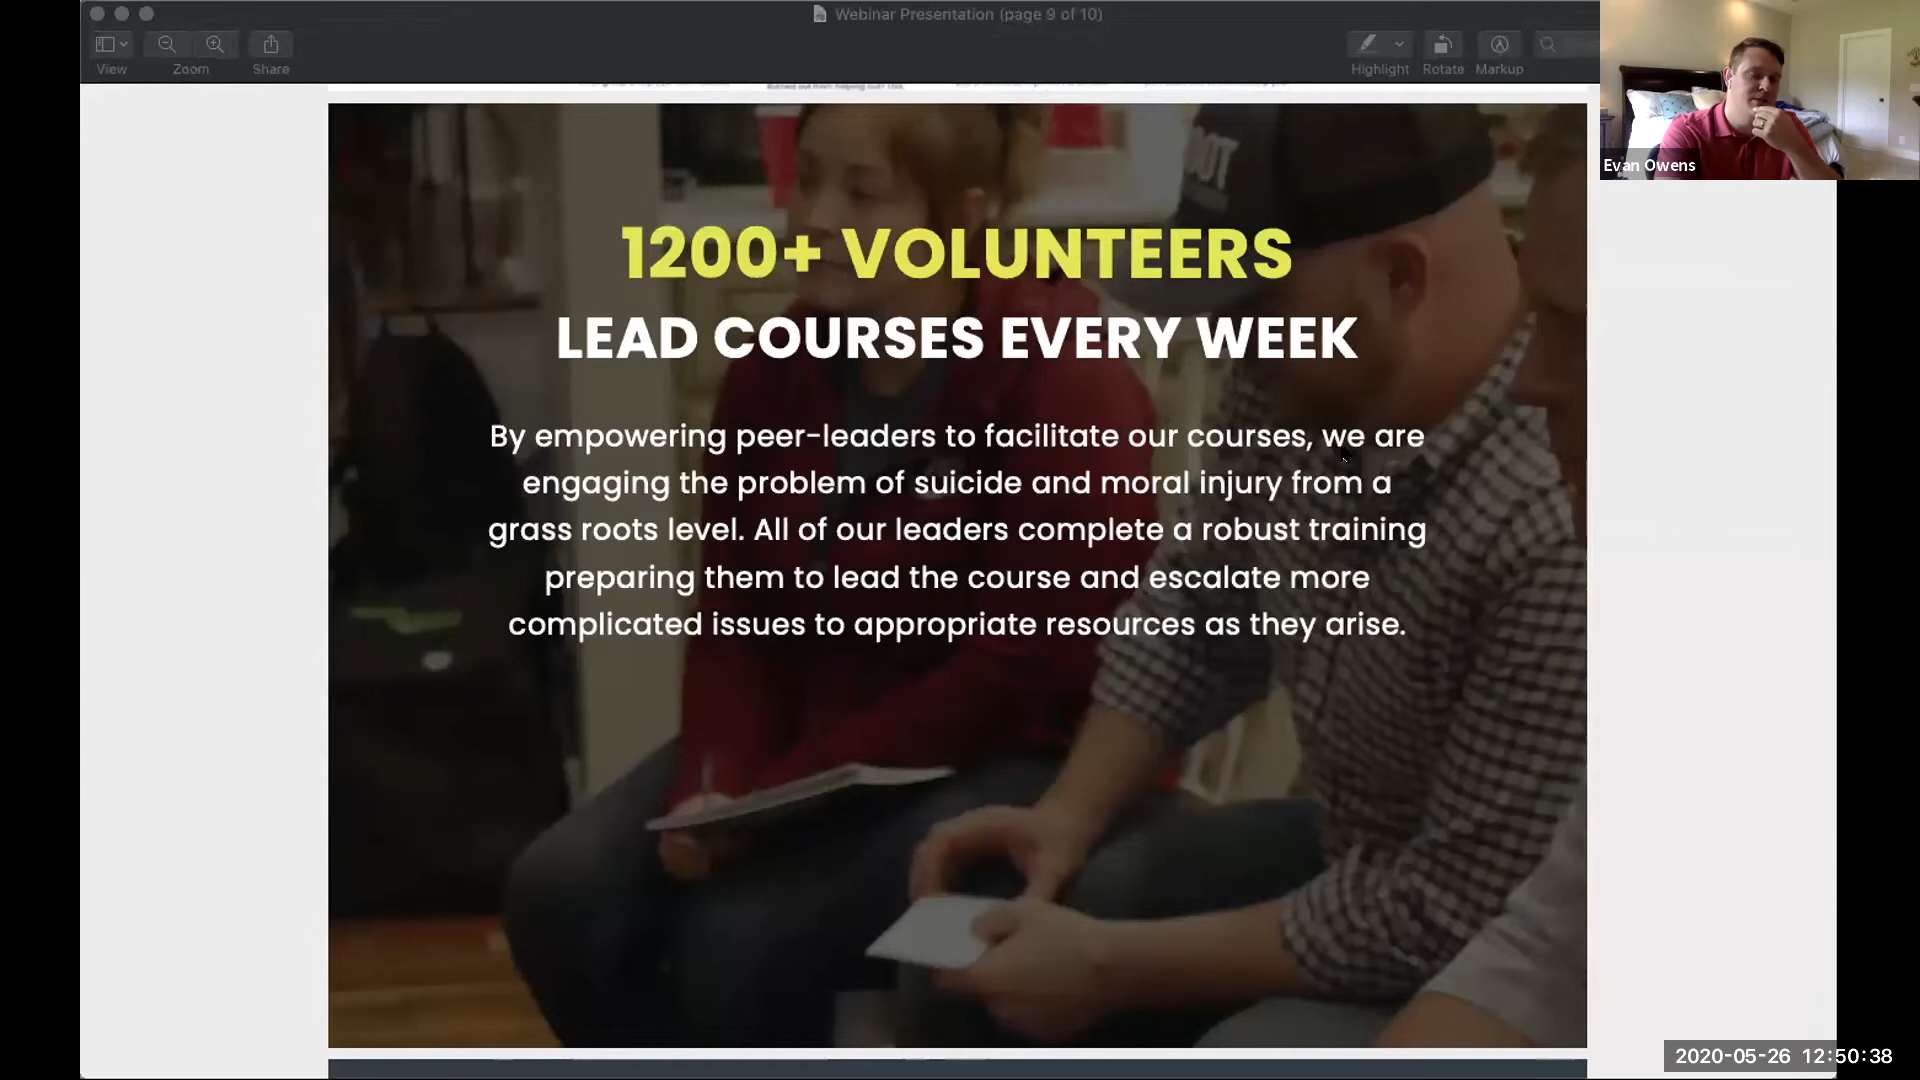 Webinar Presentation (page 9 of 10)
View
Zoom
Share
Highlight
Rotate
Markup
Evan Owens
OOT
1200+ VOLUNTEERS
LEAD COURSES EVERY WEEK
By empowering peer-leaders to facilitate our courses, we are
engaging the problem of suicide and moral injury from a
grass roots level. All of our leaders complete a robust training
preparing them to lead the course and escalate more
complicated issues to appropriate resources as they arise.
2020-05-26 12:50:38